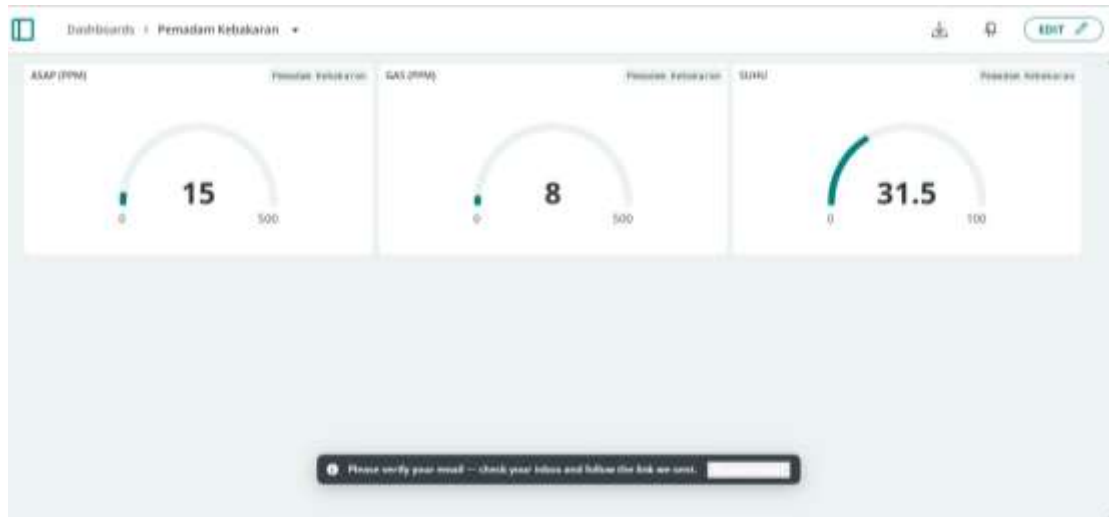 Dashboards › Pemadam Kebakaran
EDIT
ASAP (PPM) Pemadam Kebakaran
15
0 500
GAS (PPM) Pemadam Kebakaran
8
0 500
SUHU Pemadam Kebakaran
31.5
0 100
Please verify your email — check your inbox and follow the link we sent.